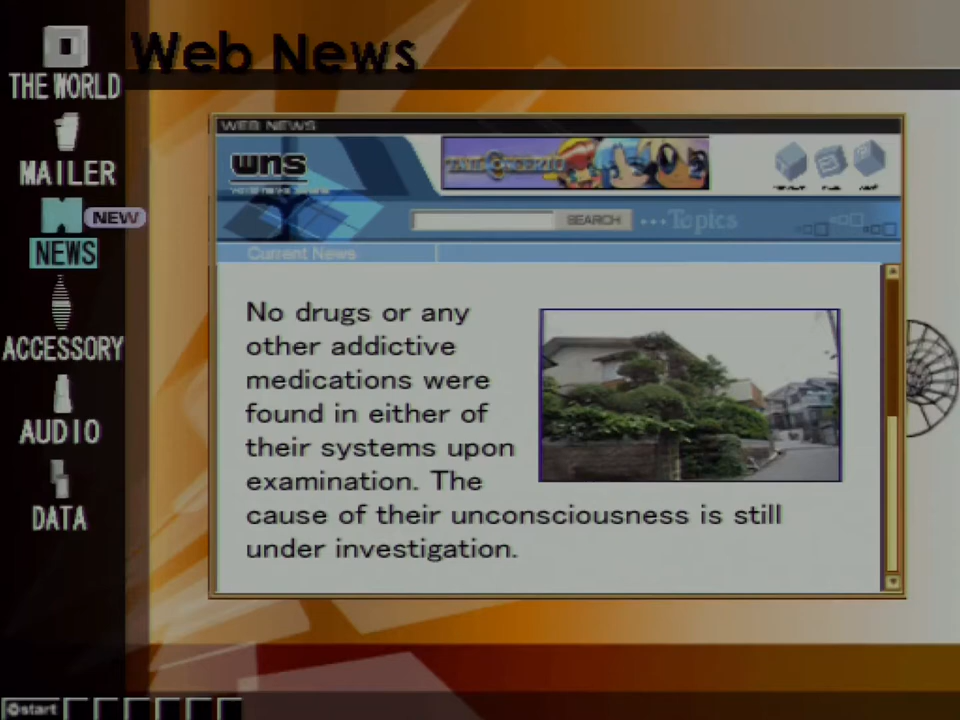 THE WORLD
MAILER
NEW
NEWS
ACCESSORY
AUDIO
DATA
Web News
WEB NEWS
wns
SEARCH
Topics
Current News
No drugs or any
other addictive
medications were
found in either of
their systems upon
examination. The
cause of their unconsciousness is still
under investigation.
start